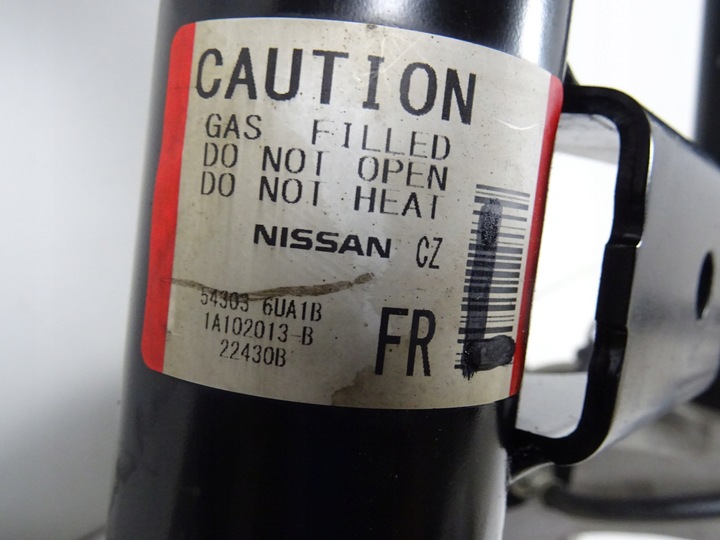 CAUTION
GAS FILLED
DO NOT OPEN
DO NOT HEAT
NISSAN CZ
54303 6UA1B
1A102013-B
22430B
FR